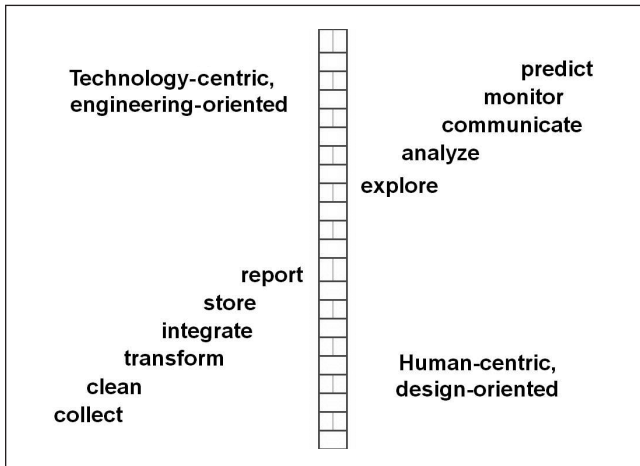 Technology-centric,
engineering-oriented
predict
monitor
communicate
analyze
explore
report
store
integrate
transform
clean
collect
Human-centric,
design-oriented